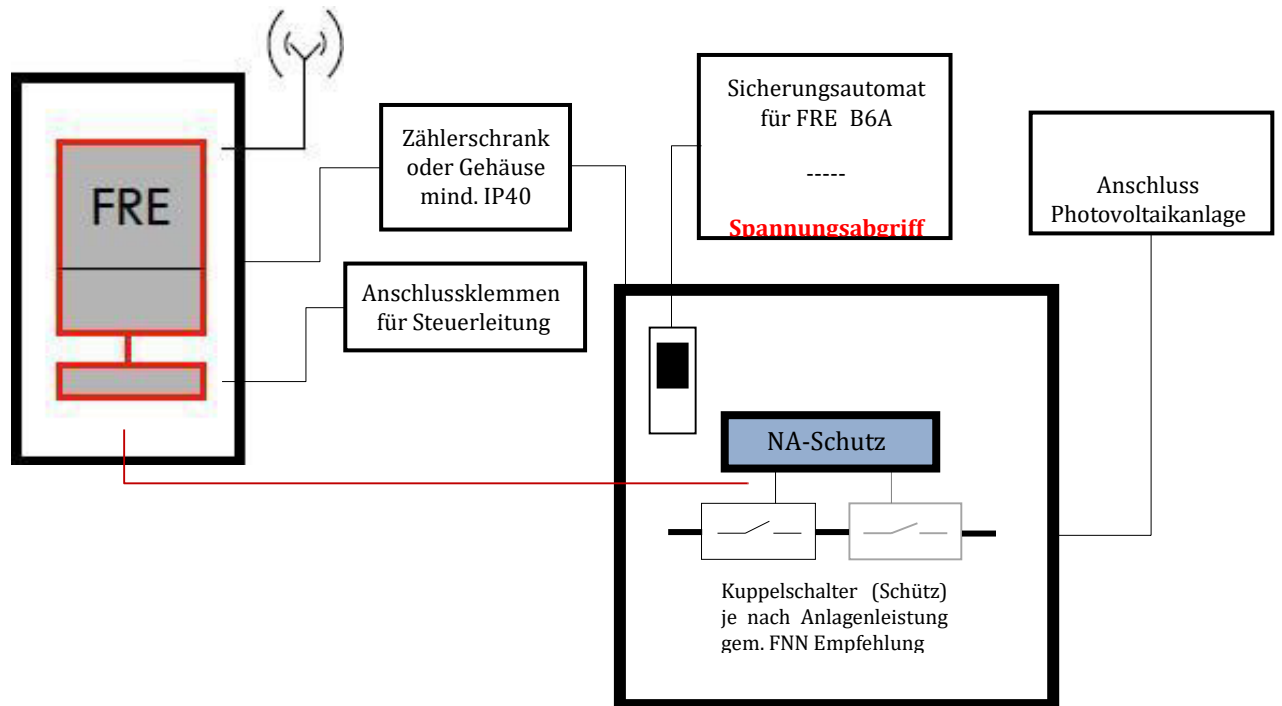 FRE
Zählerschrank
oder Gehäuse
mind. IP40
Anschlussklemmen
für Steuerleitung
Sicherungsautomat
für FRE B6A
-----
Spannungsabgriff
Anschluss
Photovoltaikanlage
NA-Schutz
Kuppelschalter (Schütz)
je nach Anlagenleistung
gem. FNN Empfehlung